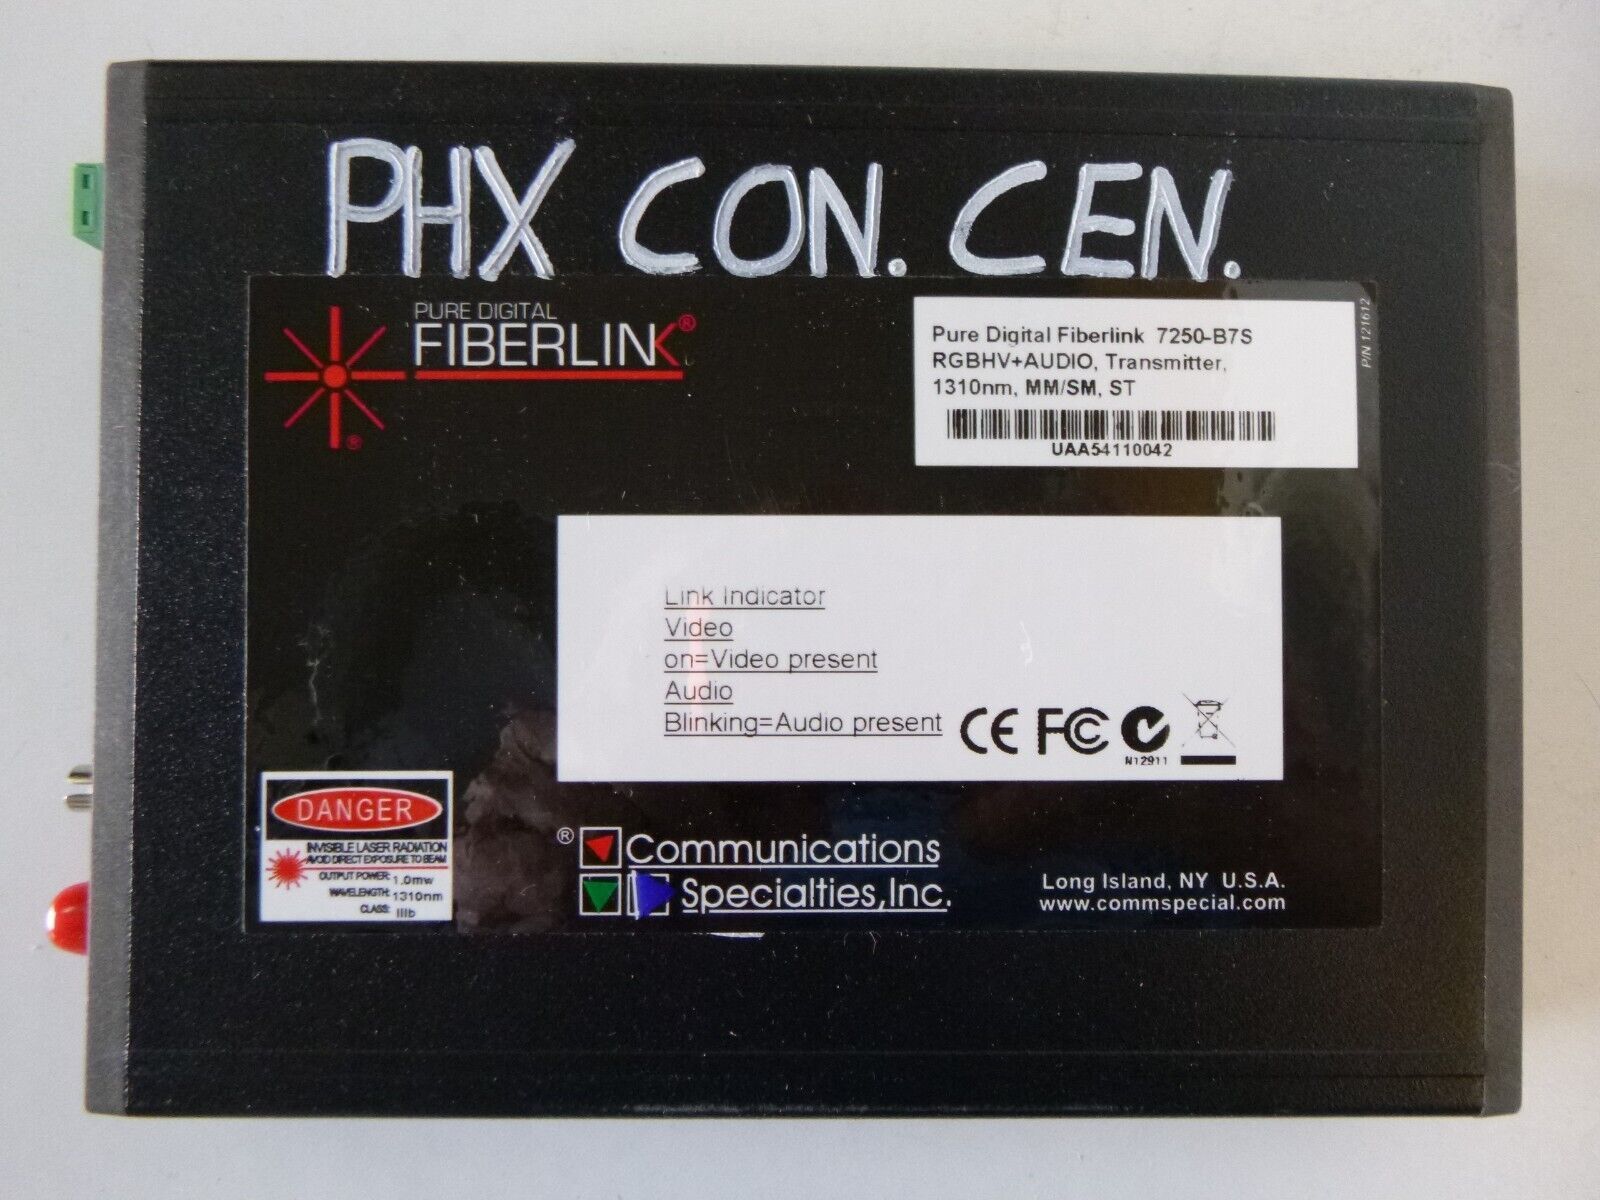 PHX CON. CEN.
PURE DIGITAL
FIBERLINK®
®
Pure Digital Fiberlink 7250-B7S
RGBHV+AUDIO, Transmitter,
1310nm, MM/SM, ST
UAA54110042
P/N 121612
Link Indicator
Video
on=Video present
Audio
Blinking=Audio present
CE FC N12911
DANGER
INVISIBLE LASER RADIATION
AVOID DIRECT EXPOSURE TO BEAM
OUTPUT POWER: 1.0mw
WAVELENGTH: 1310nm
CLASS: IIIb
® Communications
Specialties,Inc.
Long Island, NY U.S.A.
www.commspecial.com